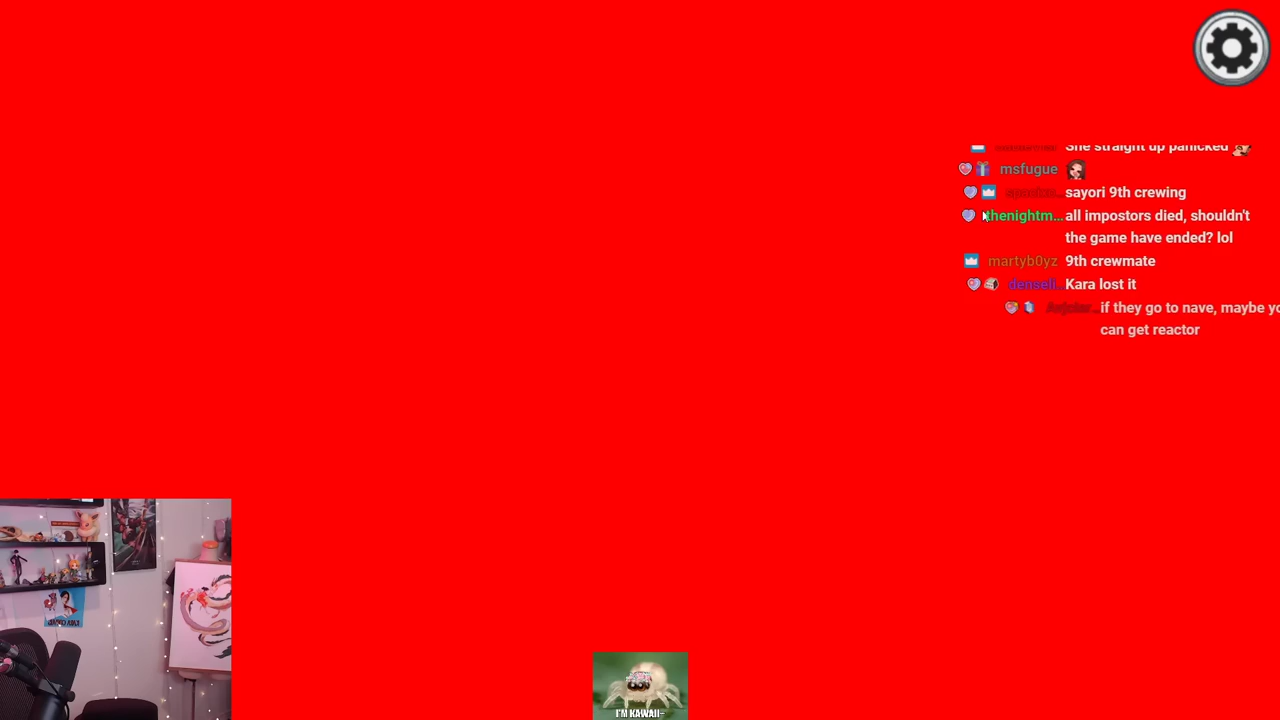 She straight up panicked
msfugue
sayori 9th crewing
thenightm... all impostors died, shouldn't
the game have ended? lol
martyb0yz 9th crewmate
densell... Kara lost it
if they go to nave, maybe yo
can get reactor
I'M KAWAII~